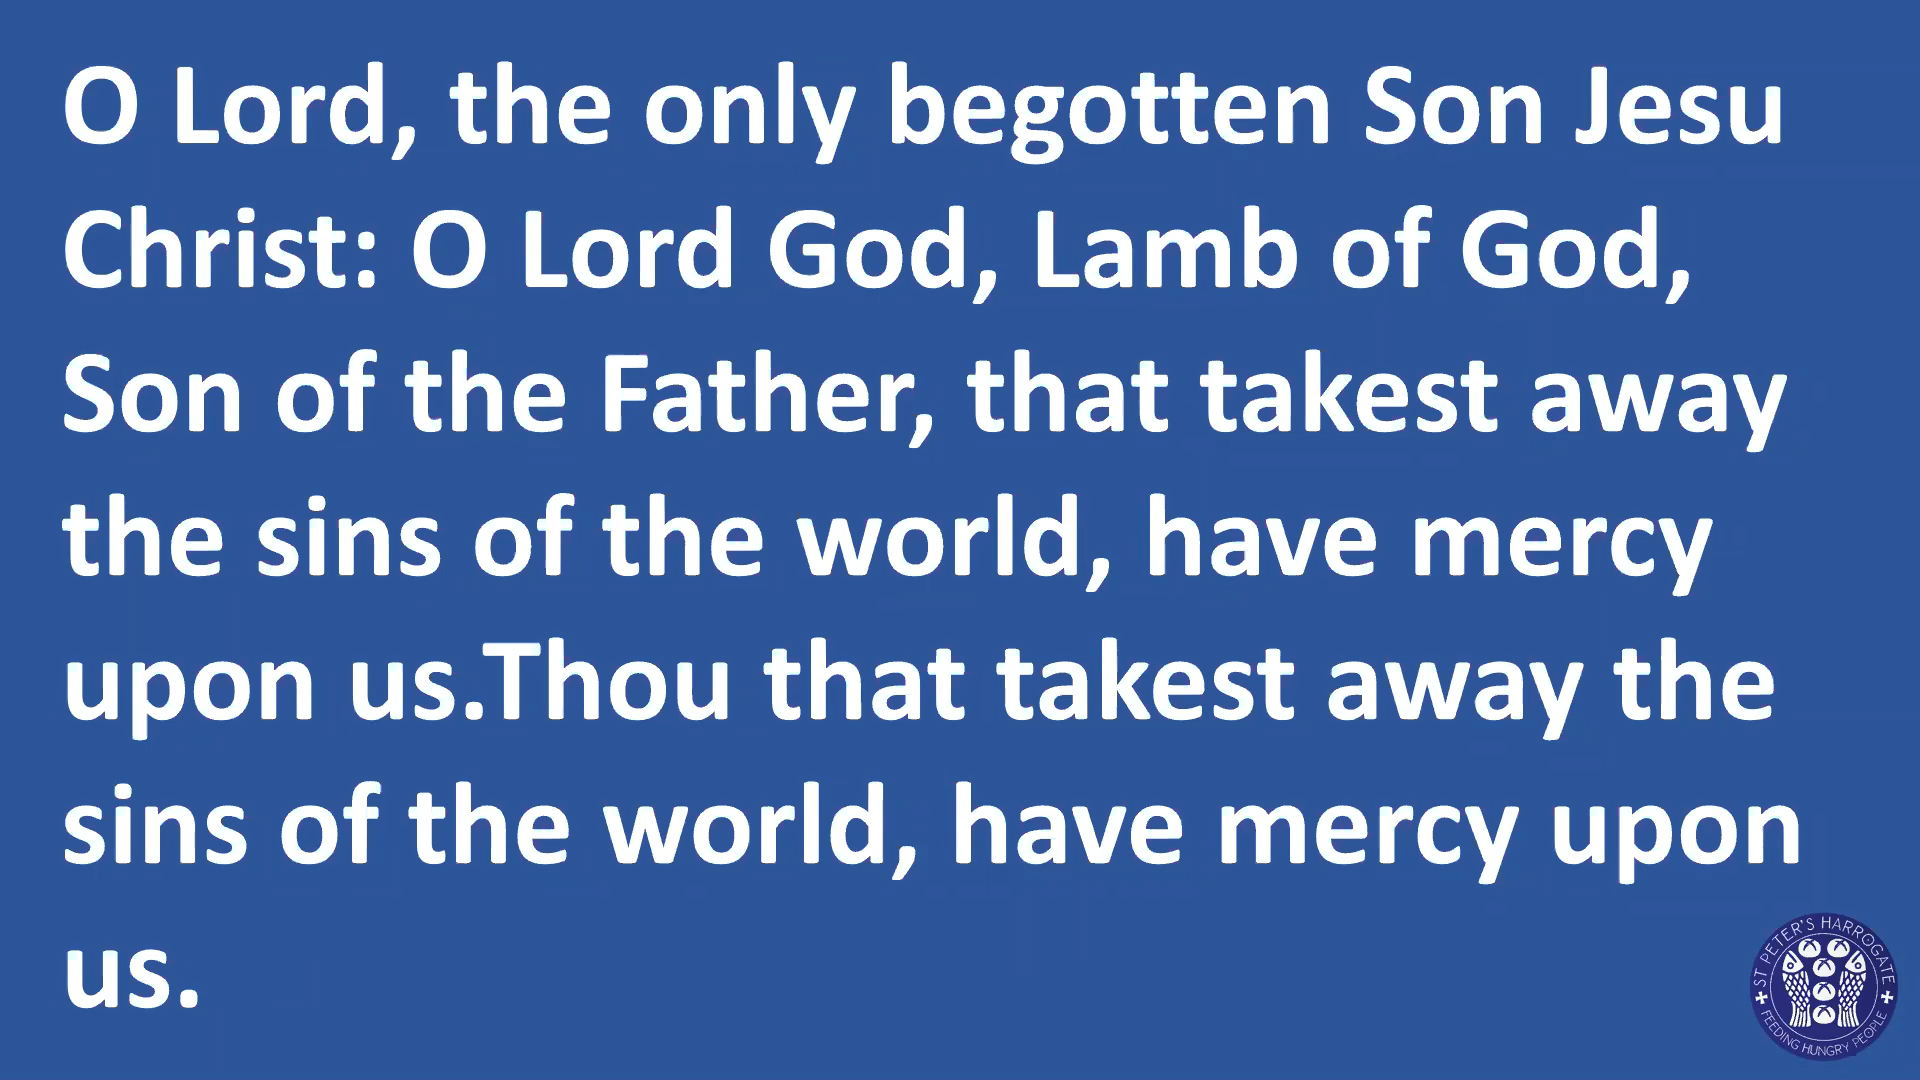 O Lord, the only begotten Son Jesu
Christ: O Lord God, Lamb of God,
Son of the Father, that takest away
the sins of the world, have mercy
upon us.Thou that takest away the
sins of the world, have mercy upon
us.
ST PETER'S HARROGATE
FEEDING HUNGRY PEOPLE